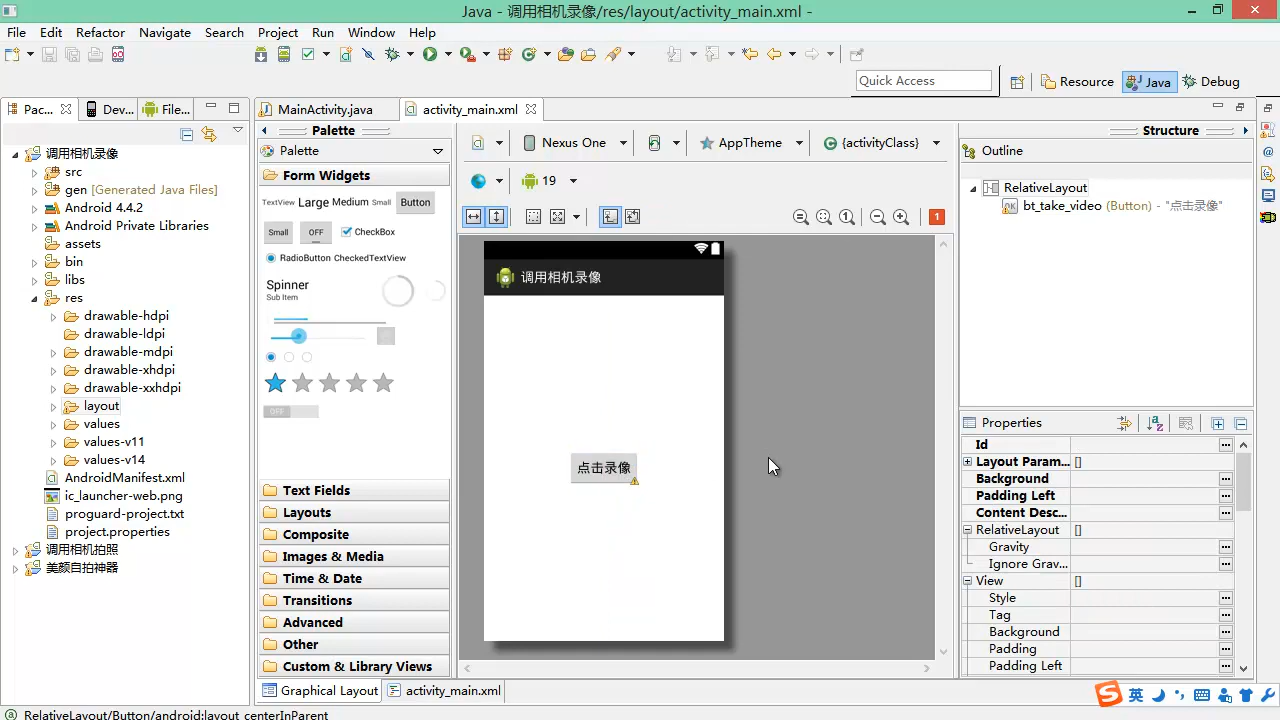 Java - 调用相机录像/res/layout/activity_main.xml -
File Edit Refactor Navigate Search Project Run Window Help
Quick Access
Resource Java Debug
Pac... Dev... File...
调用相机录像
src
gen [Generated Java Files]
Android 4.4.2
Android Private Libraries
assets
bin
libs
res
drawable-hdpi
drawable-ldpi
drawable-mdpi
drawable-xhdpi
drawable-xxhdpi
layout
values
values-v11
values-v14
AndroidManifest.xml
ic_launcher-web.png
proguard-project.txt
project.properties
调用相机拍照
美颜自拍神器
MainActivity.java activity_main.xml
Palette
Palette
Form Widgets
TextView Large Medium Small Button
Small OFF CheckBox
RadioButton CheckedTextView
Spinner
Sub Item
OFF
Text Fields
Layouts
Composite
Images & Media
Time & Date
Transitions
Advanced
Other
Custom & Library Views
Nexus One AppTheme {activityClass}
19
1
调用相机录像
点击录像
Structure
Outline
RelativeLayout
bt_take_video (Button) - "点击录像"
Properties
Id
Layout Param... []
Background
Padding Left
Content Desc...
RelativeLayout []
Gravity
Ignore Grav...
View []
Style
Tag
Background
Padding
Padding Left
Graphical Layout activity_main.xml
英
RelativeLayout/Button/android:layout_centerInParent